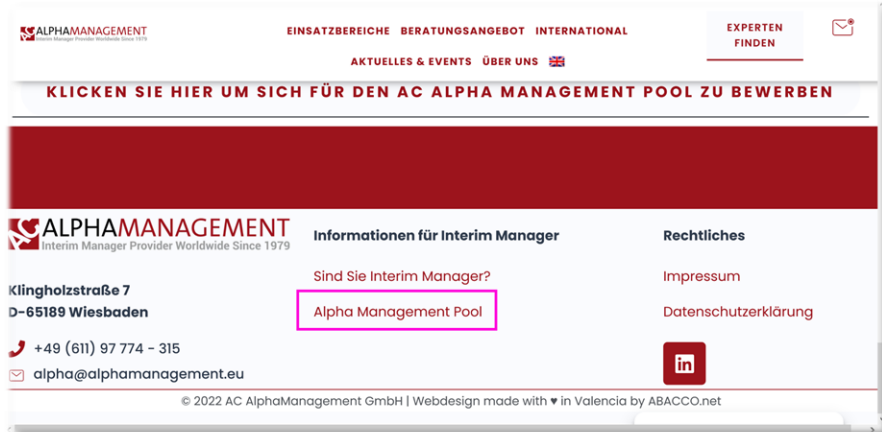 ALPHAMANAGEMENT
Interim Manager Provider Worldwide Since 1979
EINSATZBEREICHE BERATUNGSANGEBOT INTERNATIONAL
AKTUELLES & EVENTS ÜBER UNS
EXPERTEN
FINDEN
KLICKEN SIE HIER UM SICH FÜR DEN AC ALPHA MANAGEMENT POOL ZU BEWERBEN
AC ALPHAMANAGEMENT
Interim Manager Provider Worldwide Since 1979
Klingholzstraße 7
D-65189 Wiesbaden
+49 (611) 97 774 - 315
alpha@alphamanagement.eu
Informationen für Interim Manager
Sind Sie Interim Manager?
Alpha Management Pool
Rechtliches
Impressum
Datenschutzerklärung
in
© 2022 AC AlphaManagement GmbH | Webdesign made with ♥ in Valencia by ABACCO.net